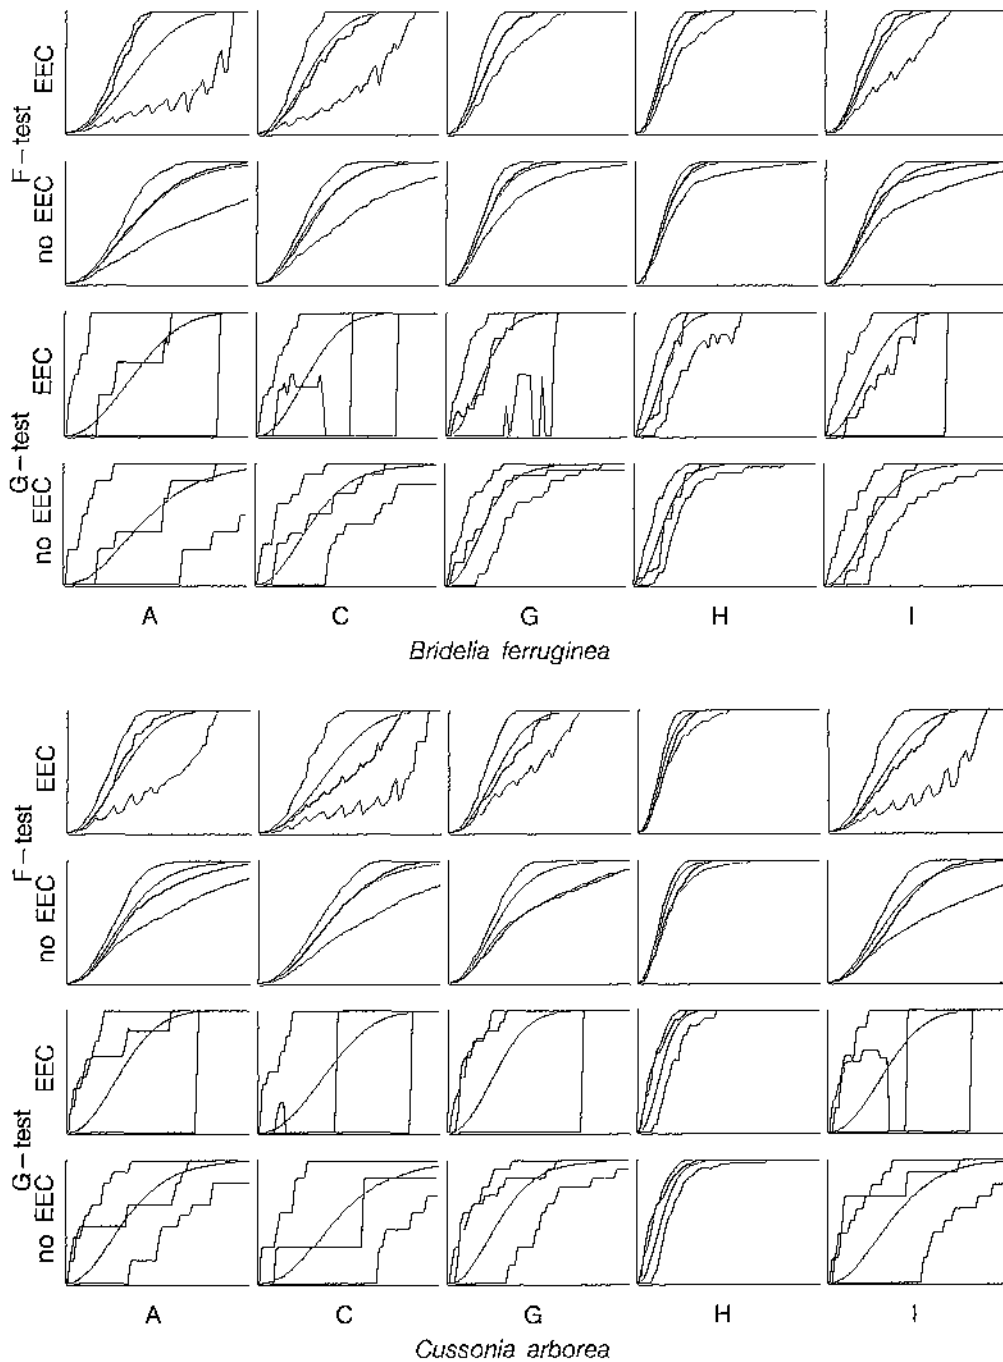 F-test
EEC
no EEC
G-test
EEC
no EEC
A C G H I
Bridelia ferruginea
F-test
EEC
no EEC
G-test
EEC
no EEC
A C G H I
Cussonia arborea